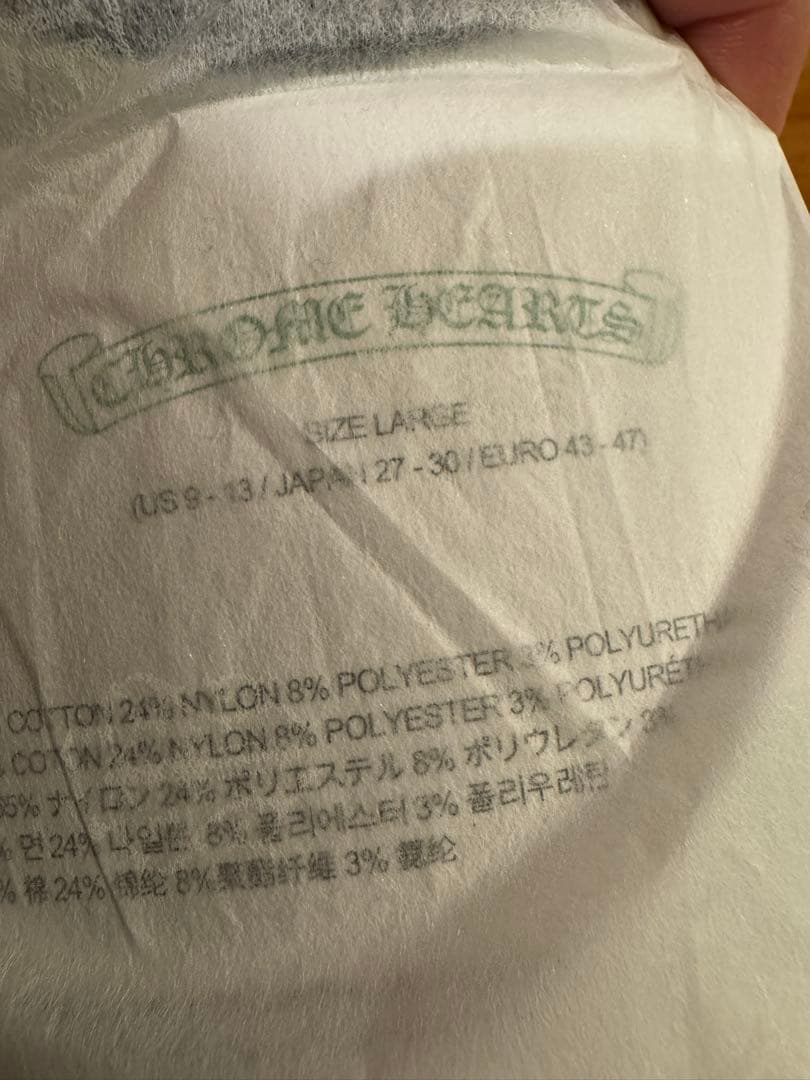 CHROME HEARTS
SIZE LARGE
(US 9 - 13 / JAPAN 27 - 30 / EURO 43 - 47)
COTTON 24% NYLON 8% POLYESTER 3% POLYURETHA
COTON 24% NYLON 8% POLYESTER 3% POLYURÉT
65% ナイロン 24% ポリエステル 8% ポリウレタン 3%
% 면 24% 나일론 8% 폴리에스터 3% 폴리우레탄
% 棉 24% 锦纶 8% 聚酯纤维 3% 氨纶